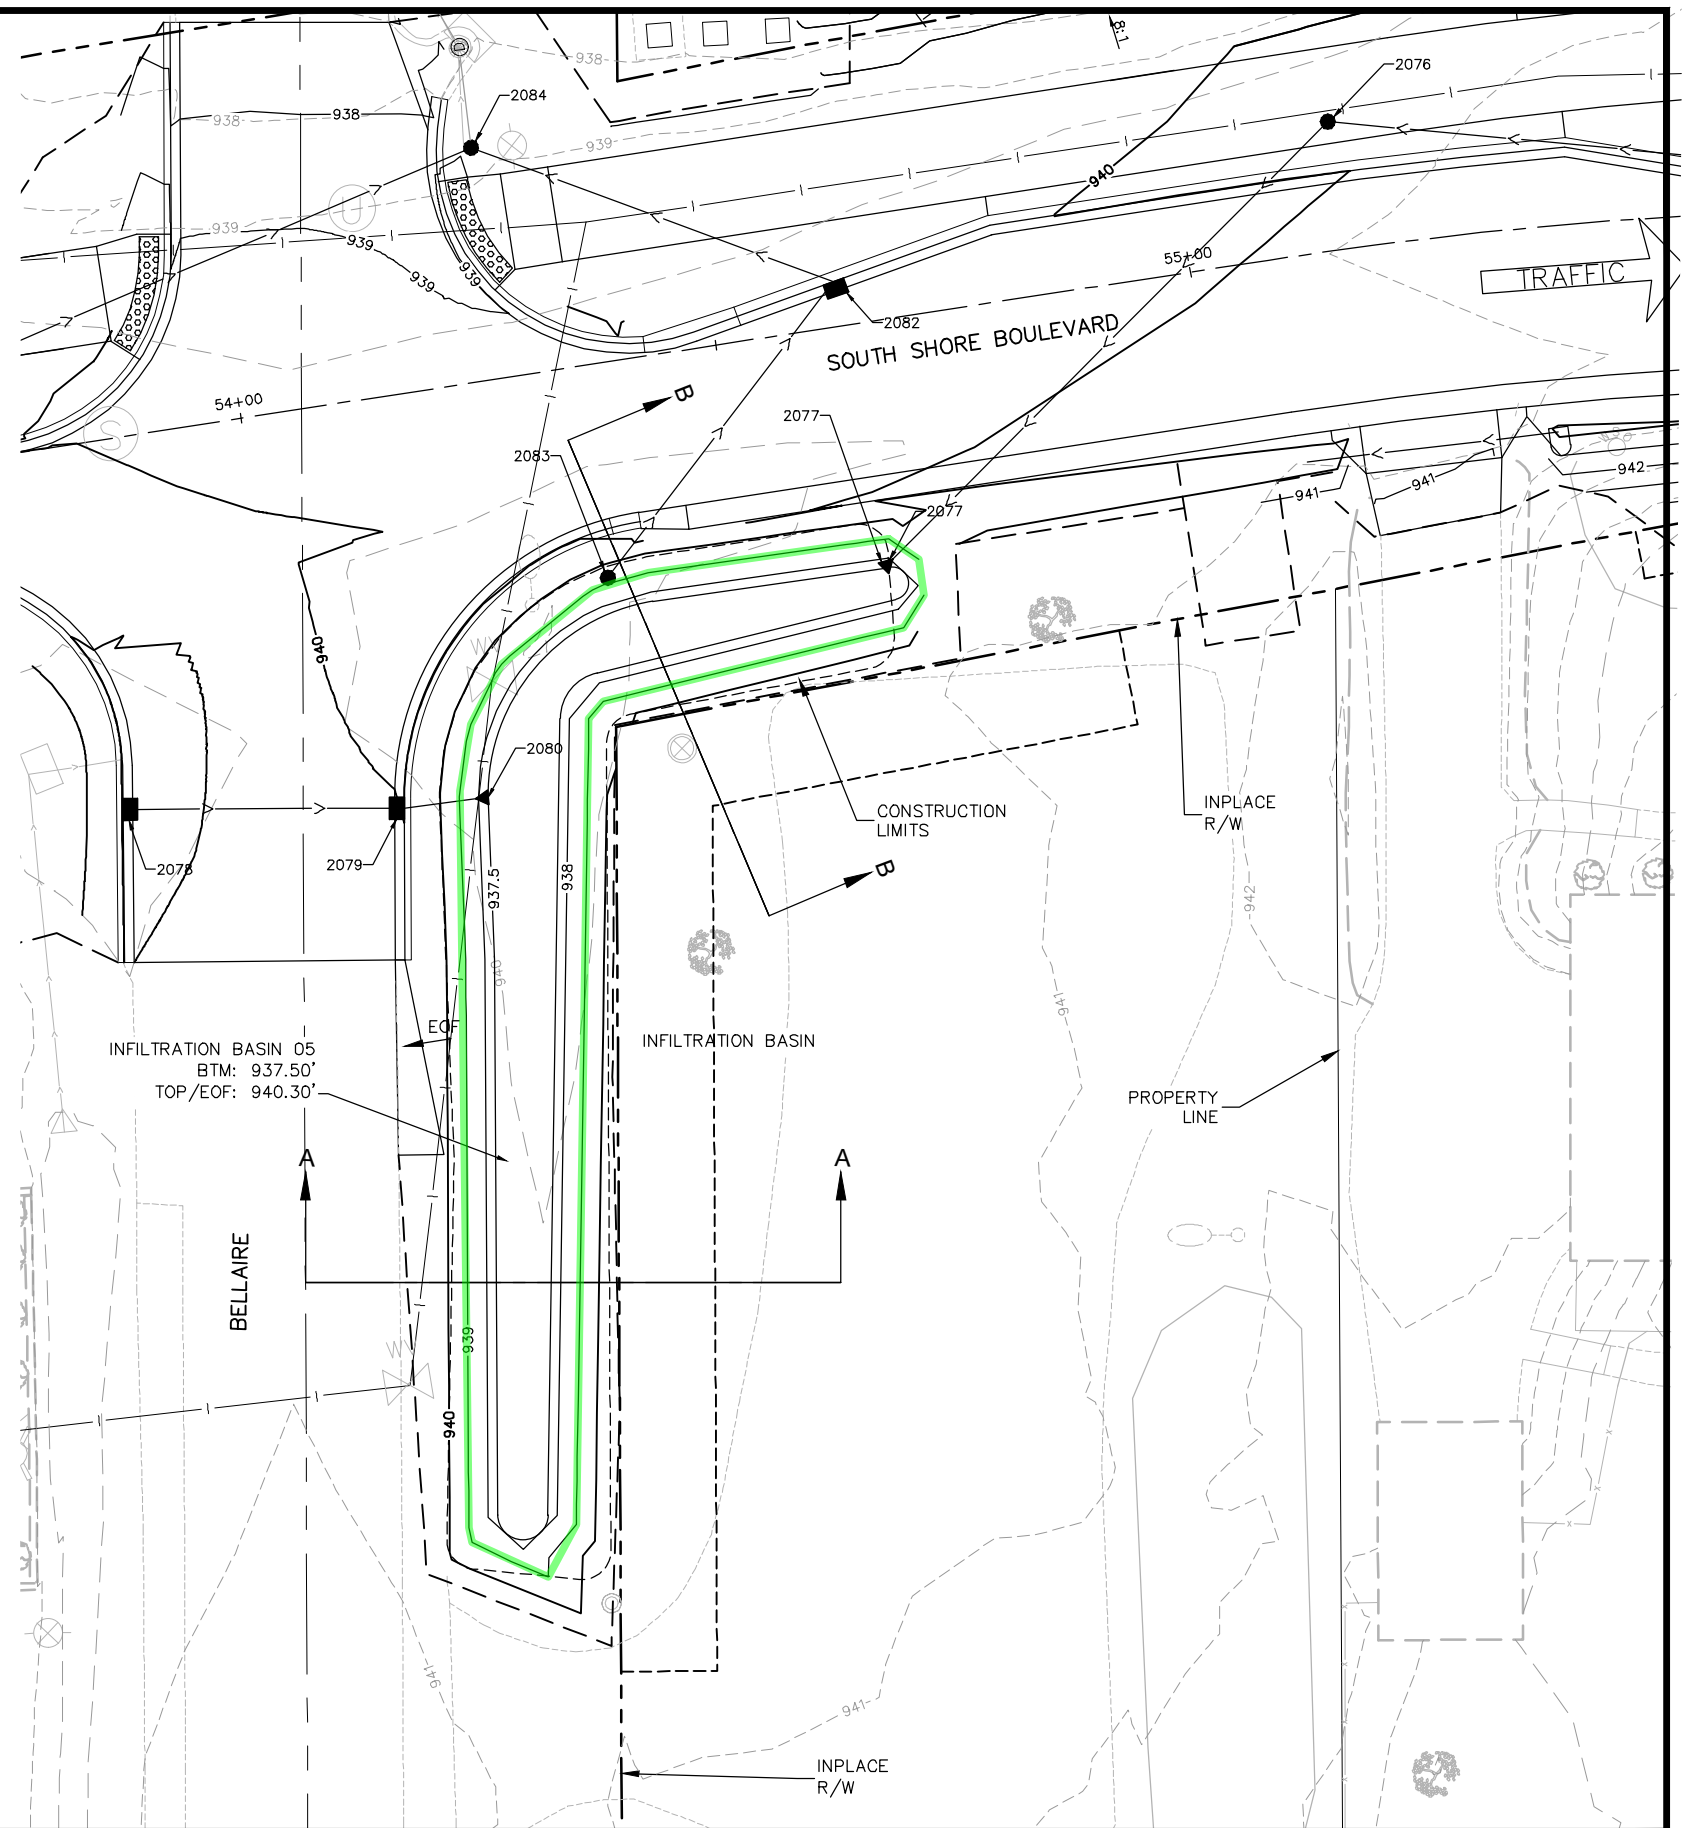 8:1
938
2076
2084
938
938
939
940
U
939
939
939
939
55+00
TRAFFIC
2082
SOUTH SHORE BOULEVARD
54+00
B
S
2077
2083
942
941
941
2077
940
WV
2080
CONSTRUCTION
LIMITS
INPLACE
R/W
2078
2079
B
937.5
938
942
940
941
EOF
INFILTRATION BASIN 05
BTM: 937.50'
TOP/EOF: 940.30'
INFILTRATION BASIN
PROPERTY
LINE
A
A
BELLAIRE
939
WV
940
941
941
INPLACE
R/W